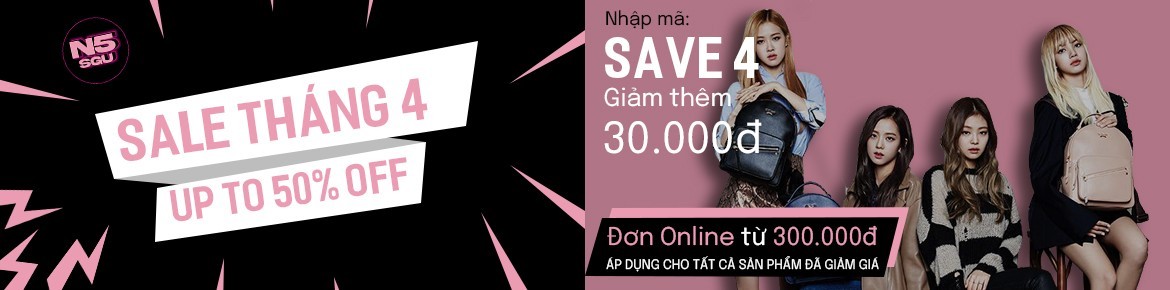 N5
SGU
SALE THÁNG 4
UP TO 50% OFF
Nhập mã:
SAVE 4
Giảm thêm
30.000đ
Đơn Online từ 300.000đ
ÁP DỤNG CHO TẤT CẢ SẢN PHẨM ĐÃ GIẢM GIÁ